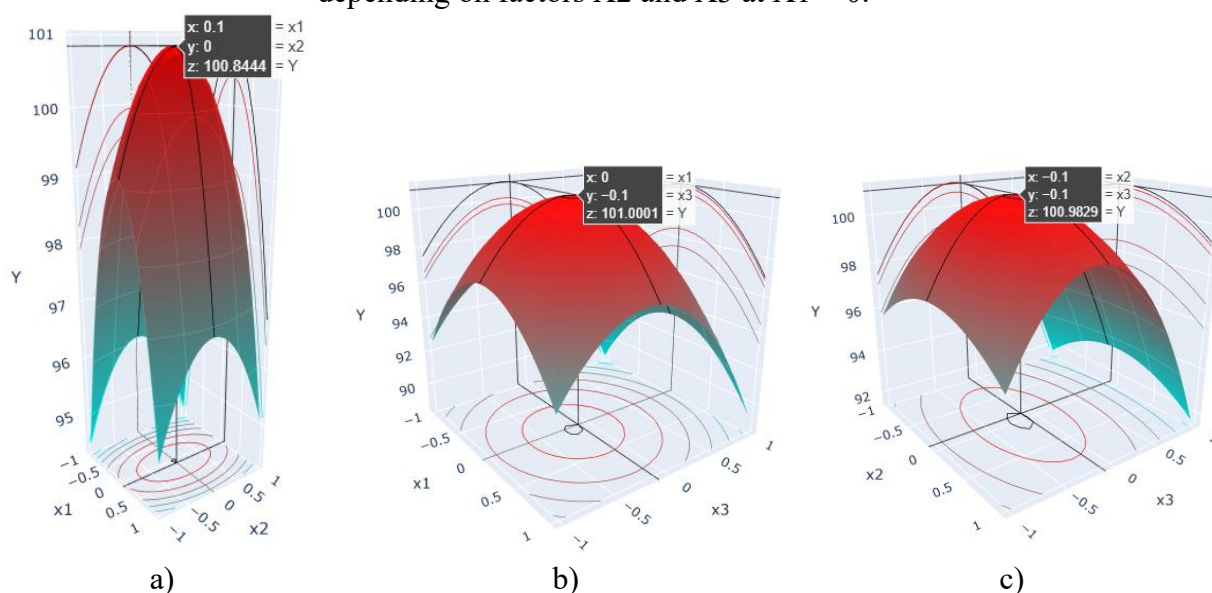 depending on factors X2 and X3 at X1 = 0.
x: 0.1 = x1
y: 0 = x2
z: 100.8444 = Y
101
100
99
98
97
96
95
Y
−1
−0.5
0
0.5
1
x1
−1
−0.5
0
0.5
1
x2
a)
x: 0 = x1
y: −0.1 = x3
z: 101.0001 = Y
100
98
96
94
92
90
Y
−1
−0.5
0
0.5
1
x1
−1
−0.5
0
0.5
1
x3
b)
x: −0.1 = x2
y: −0.1 = x3
z: 100.9829 = Y
100
98
96
94
92
Y
−1
−0.5
0
0.5
1
x2
−1
−0.5
0
0.5
x3
c)